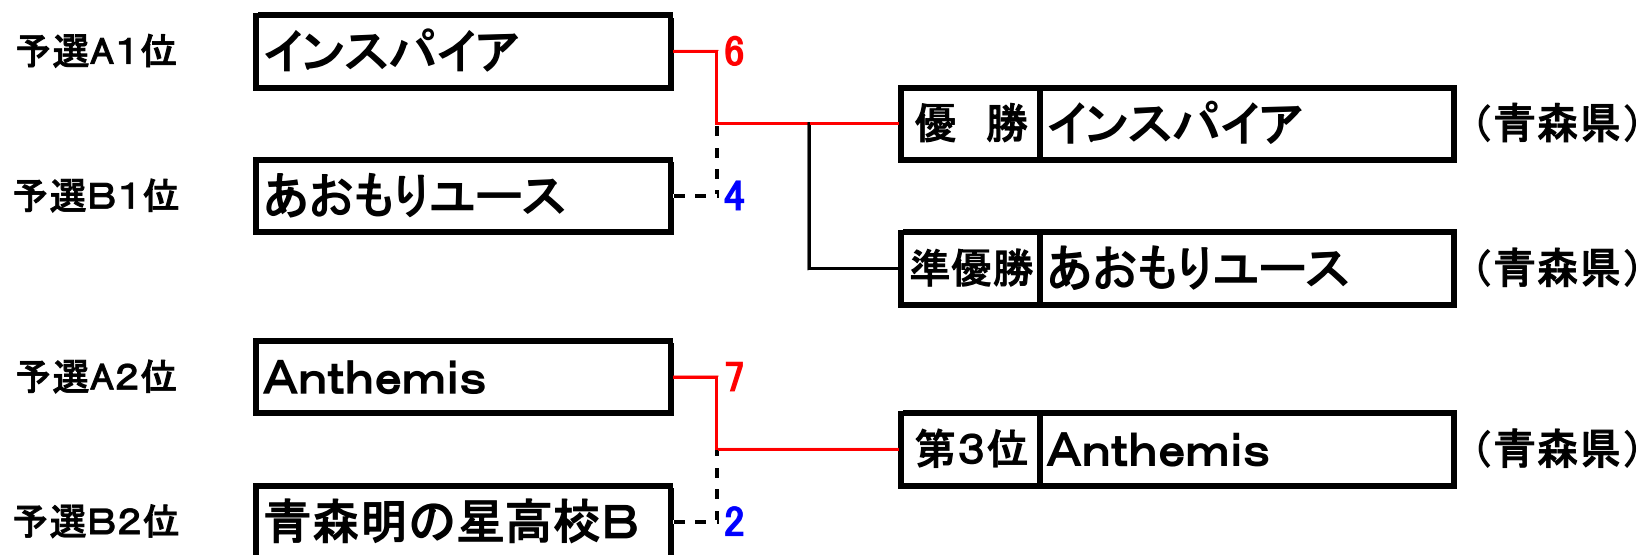 予選A1位 インスパイア 6
優　勝 インスパイア （青森県）
予選B1位 あおもりユース 4
準優勝 あおもりユース （青森県）
予選A2位 Anthemis 7
第3位 Anthemis （青森県）
予選B2位 青森明の星高校B 2